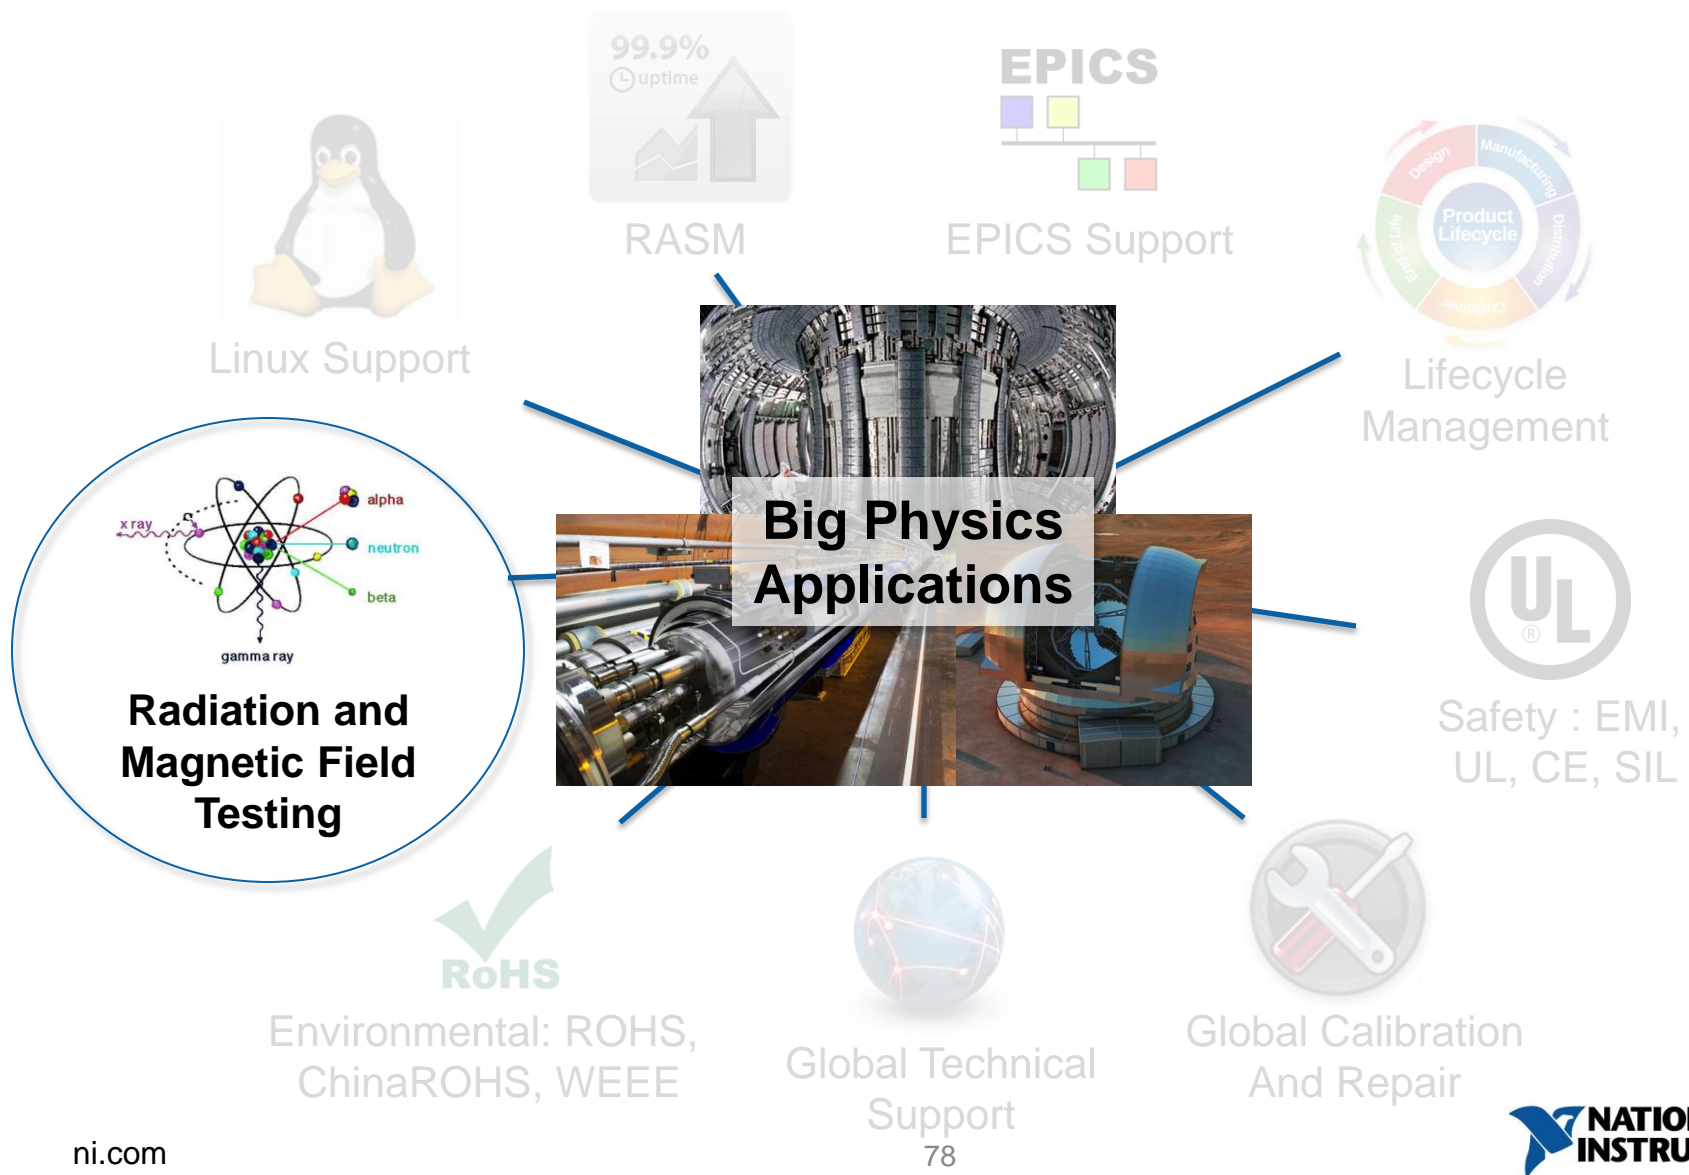 99.9%
uptime
RASM
EPICS
EPICS Support
Linux Support
Design
Manufacturing
Distribution
Customer
End of Life
Product
Lifecycle
Lifecycle
Management
x ray
alpha
neutron
beta
gamma ray
Radiation and
Magnetic Field
Testing
Big Physics
Applications
UL
®
Safety : EMI,
UL, CE, SIL
RoHS
Environmental: ROHS,
ChinaROHS, WEEE
Global Technical
Support
Global Calibration
And Repair
ni.com
78
NATIO
INSTRU